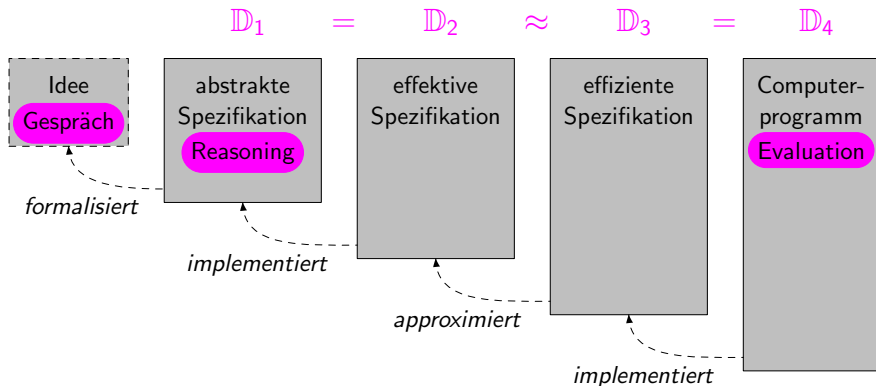 𝔻1 = 𝔻2 ≈ 𝔻3 = 𝔻4
Idee
Gespräch
abstrakte
Spezifikation
Reasoning
effektive
Spezifikation
effiziente
Spezifikation
Computer-
programm
Evaluation
formalisiert
implementiert
approximiert
implementiert